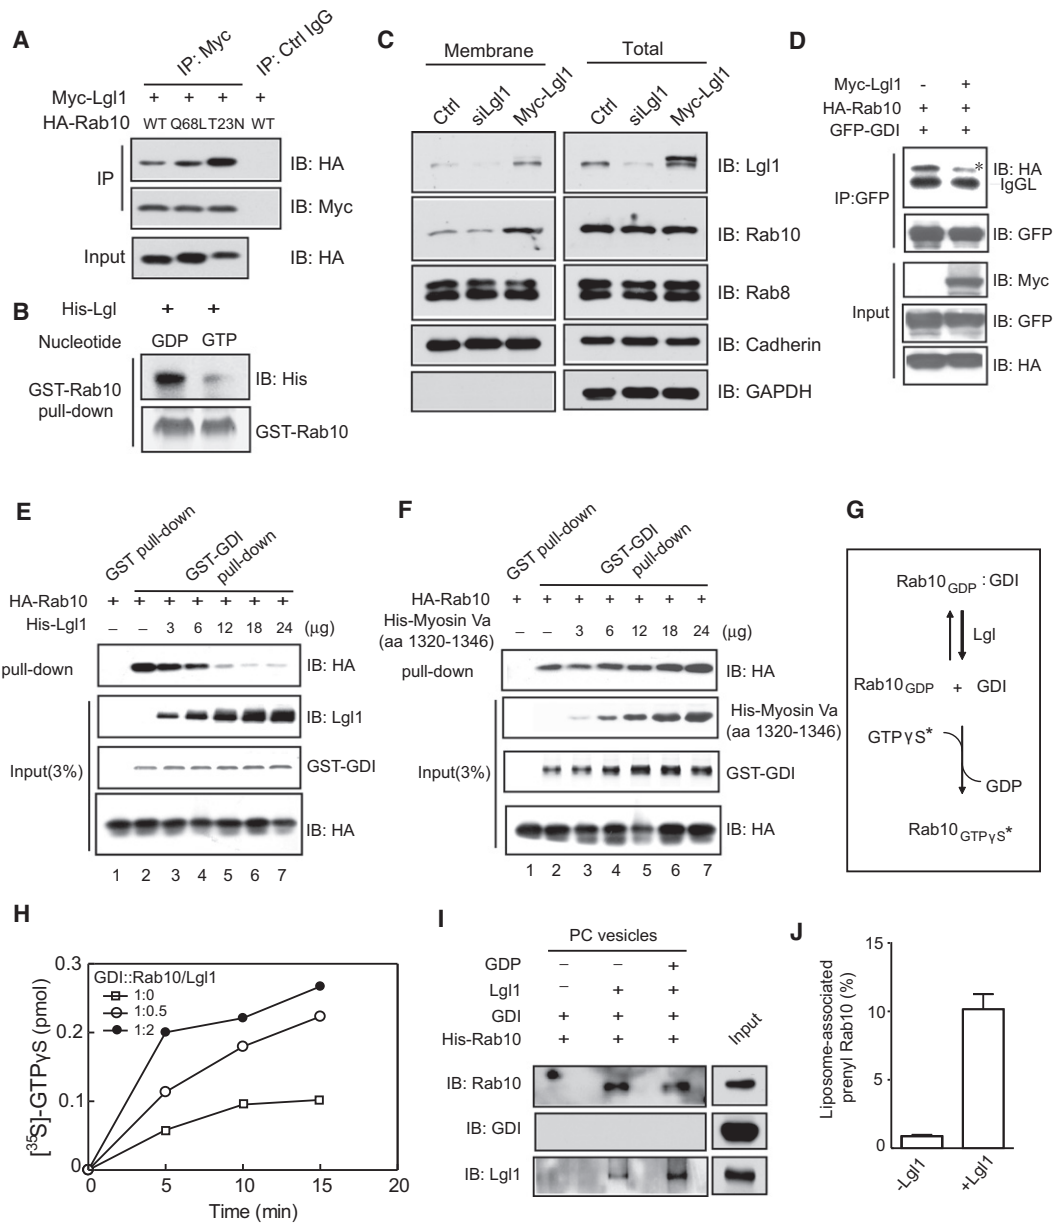 A
IP: Myc
IP: Ctrl IgG
Myc-Lgl1 + + + +
HA-Rab10 WT Q68L T23N WT
IP
IB: HA
IB: Myc
Input
IB: HA
B
His-Lgl + +
Nucleotide GDP GTP
GST-Rab10
pull-down
IB: His
GST-Rab10
C
Membrane
Total
Ctrl siLgl1 Myc-Lgl1
Ctrl siLgl1 Myc-Lgl1
IB: Lgl1
IB: Rab10
IB: Rab8
IB: Cadherin
IB: GAPDH
D
Myc-Lgl1 - +
HA-Rab10 + +
GFP-GDI + +
IP:GFP
* IB: HA
IgGL
IB: GFP
Input
IB: Myc
IB: GFP
IB: HA
E
GST pull-down
GST-GDI
pull-down
HA-Rab10 + + + + + + +
His-Lgl1 – – 3 6 12 18 24 (μg)
pull-down
IB: HA
Input(3%)
IB: Lgl1
GST-GDI
IB: HA
1 2 3 4 5 6 7
F
GST pull-down
GST-GDI
pull-down
HA-Rab10 + + + + + + +
His-Myosin Va
(aa 1320-1346) – – 3 6 12 18 24 (μg)
pull-down
IB: HA
Input(3%)
His-Myosin Va
(aa 1320-1346)
GST-GDI
IB: HA
1 2 3 4 5 6 7
G
Rab10GDP : GDI
Lgl
Rab10GDP + GDI
GTPγS*
GDP
Rab10GTPγS*
H
[35S]-GTPγS (pmol)
0.3
0.2
0.1
0
GDI::Rab10/Lgl1
1:0
1:0.5
1:2
0 5 10 15 20
Time (min)
I
PC vesicles
GDP – – +
Lgl1 – + +
GDI + + +
His-Rab10 + + +
Input
IB: Rab10
IB: GDI
IB: Lgl1
J
Liposome-associated
prenyl Rab10 (%)
15
10
5
0
-Lgl1
+Lgl1